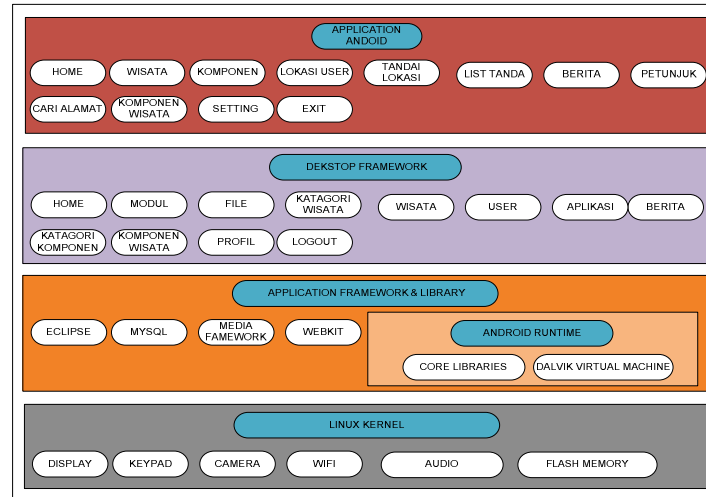 APPLICATION
ANDOID
HOME
WISATA
KOMPONEN
LOKASI USER
TANDAI
LOKASI
LIST TANDA
BERITA
PETUNJUK
CARI ALAMAT
KOMPONEN
WISATA
SETTING
EXIT
DEKSTOP FRAMEWORK
HOME
MODUL
FILE
KATAGORI
WISATA
WISATA
USER
APLIKASI
BERITA
KATAGORI
KOMPONEN
KOMPONEN
WISATA
PROFIL
LOGOUT
APPLICATION FRAMEWORK & LIBRARY
ECLIPSE
MYSQL
MEDIA
FAMEWORK
WEBKIT
ANDROID RUNTIME
CORE LIBRARIES
DALVIK VIRTUAL MACHINE
LINUX KERNEL
DISPLAY
KEYPAD
CAMERA
WIFI
AUDIO
FLASH MEMORY